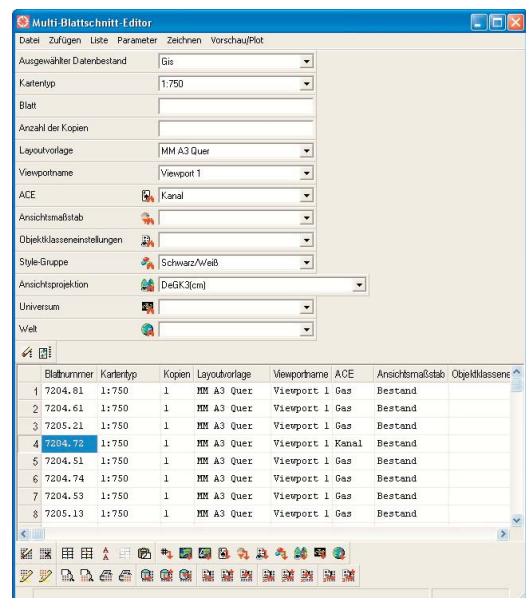 Multi-Blattschnitt-Editor
Datei Zufügen Liste Parameter Zeichnen Vorschau/Plot
Ausgewählter Datenbestand Gis
Kartentyp 1:750
Blatt
Anzahl der Kopien
Layoutvorlage MM A3 Quer
Viewportname Viewport 1
ACE Kanal
Ansichtsmaßstab
Objektklasseneinstellungen
Style-Gruppe Schwarz/Weiß
Ansichtsprojektion DeGK3(cm)
Universum
Welt
Blattnummer Kartentyp Kopien Layoutvorlage Viewportname ACE Ansichtsmaßstab Objektklassene
1 7204.81 1:750 1 MM A3 Quer Viewport 1 Gas Bestand
2 7204.61 1:750 1 MM A3 Quer Viewport 1 Gas Bestand
3 7205.21 1:750 1 MM A3 Quer Viewport 1 Gas Bestand
4 7204.72 1:750 1 MM A3 Quer Viewport 1 Kanal Bestand
5 7204.51 1:750 1 MM A3 Quer Viewport 1 Gas Bestand
6 7204.74 1:750 1 MM A3 Quer Viewport 1 Gas Bestand
7 7204.53 1:750 1 MM A3 Quer Viewport 1 Gas Bestand
8 7205.13 1:750 1 MM A3 Quer Viewport 1 Gas Bestand